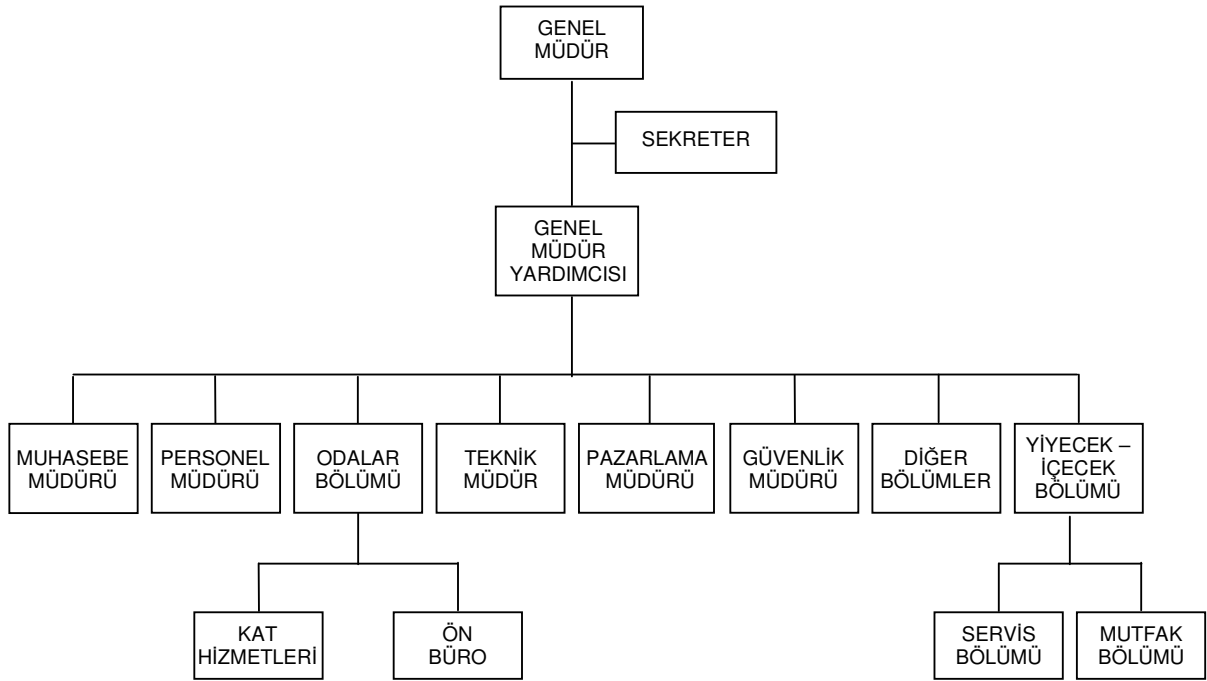 GENEL
MÜDÜR
SEKRETER
GENEL
MÜDÜR
YARDIMCISI
MUHASEBE
MÜDÜRÜ
PERSONEL
MÜDÜRÜ
ODALAR
BÖLÜMÜ
TEKNİK
MÜDÜR
PAZARLAMA
MÜDÜRÜ
GÜVENLİK
MÜDÜRÜ
DİĞER
BÖLÜMLER
YİYECEK –
İÇECEK
BÖLÜMÜ
KAT
HİZMETLERİ
ÖN
BÜRO
SERVİS
BÖLÜMÜ
MUTFAK
BÖLÜMÜ